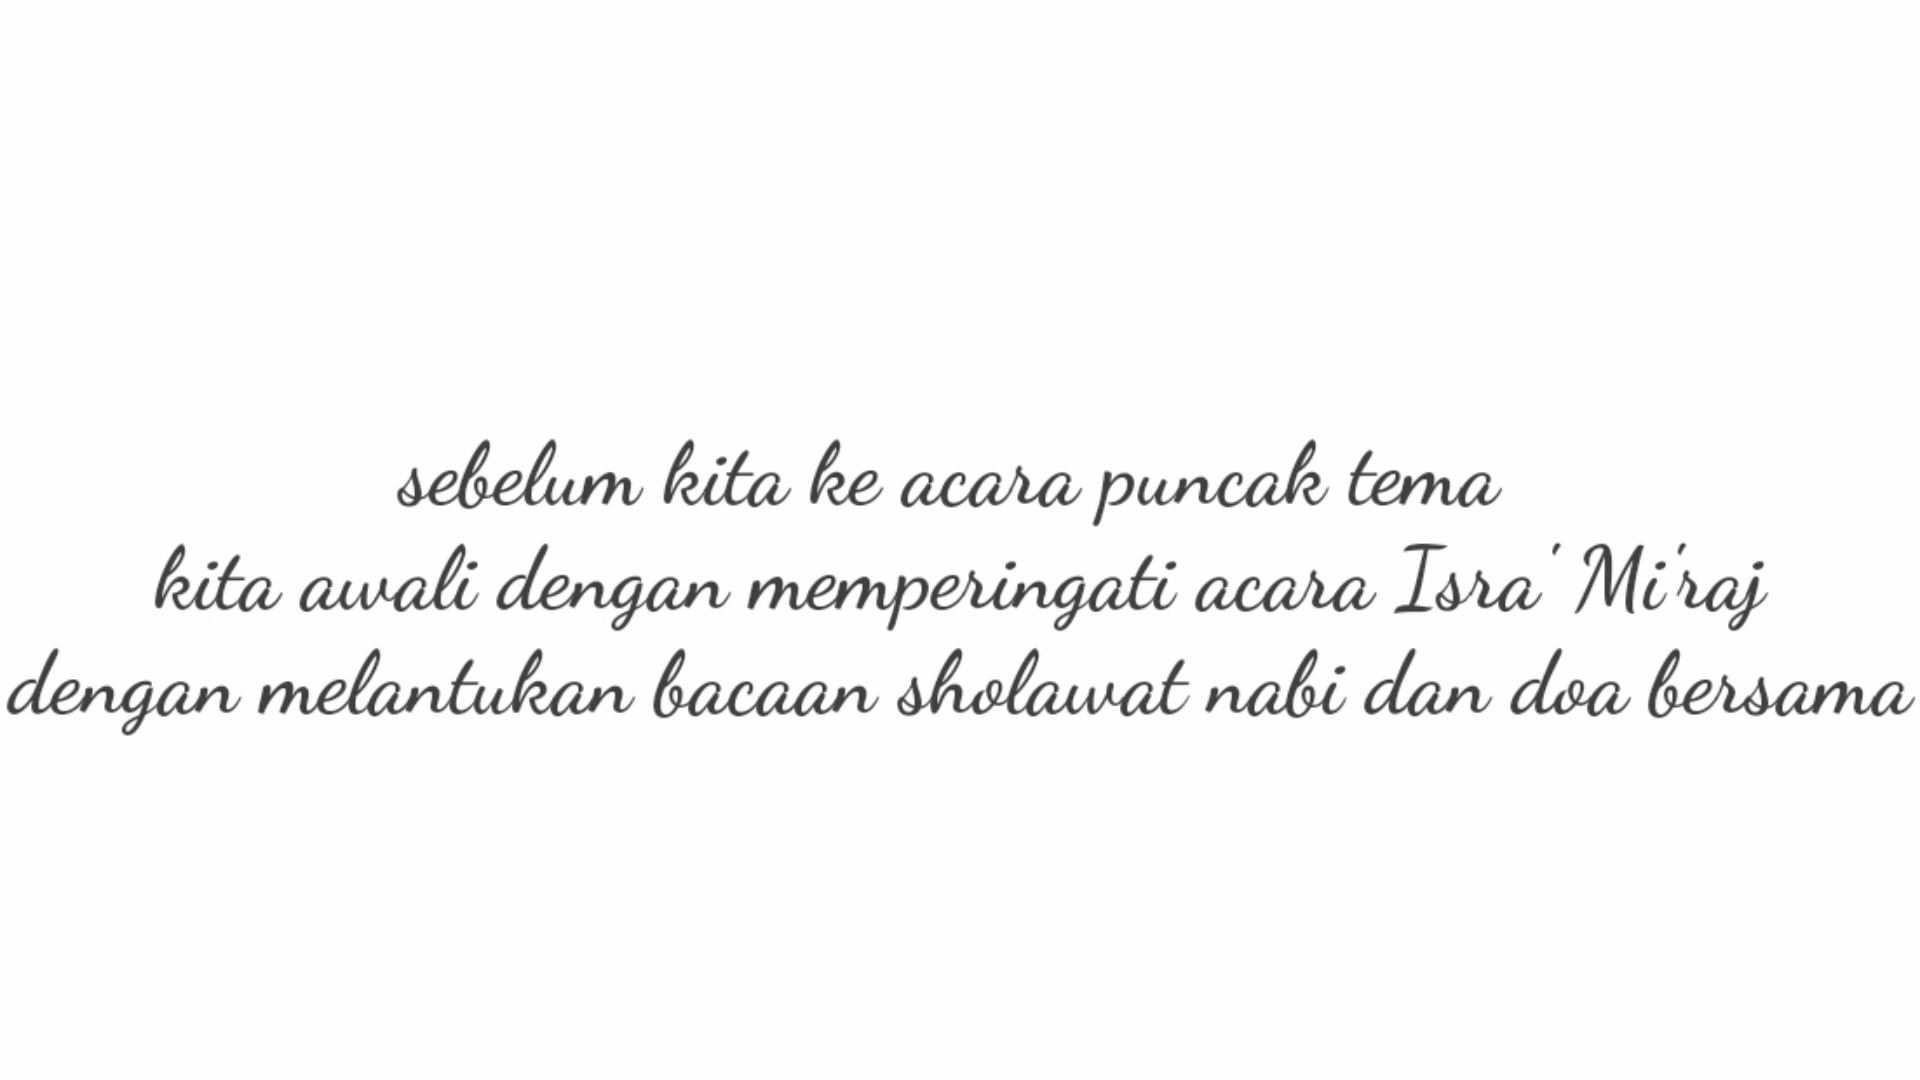 sebelum kita ke acara puncak tema
kita awali dengan memperingati acara Isra' Mi'raj
dengan melantukan bacaan sholawat nabi dan doa bersama